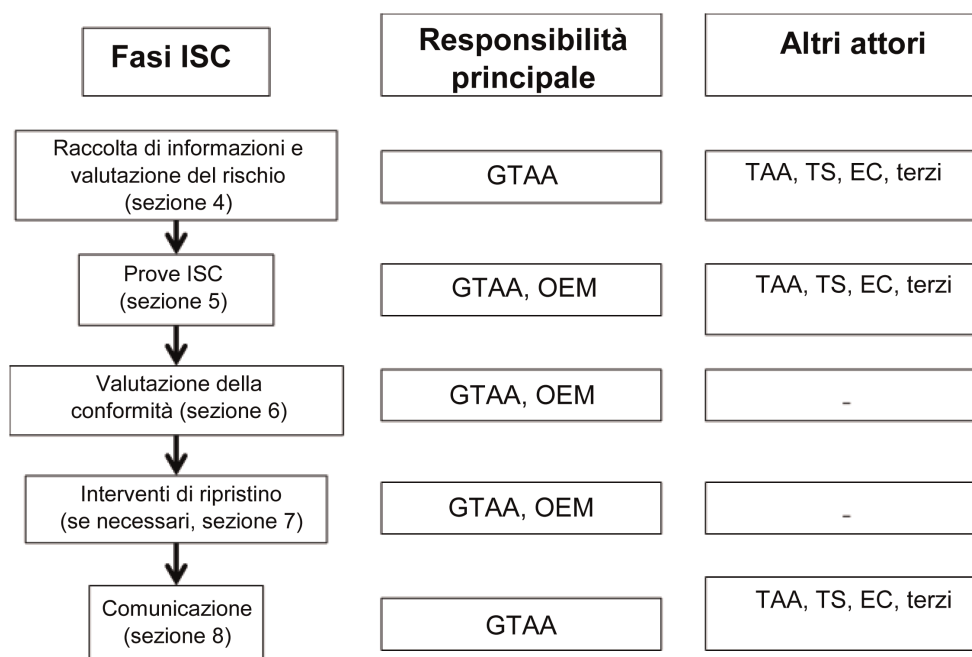 Fasi ISC
Responsibilità
principale
Altri attori
Raccolta di informazioni e
valutazione del rischio
(sezione 4)
GTAA
TAA, TS, EC, terzi
Prove ISC
(sezione 5)
GTAA, OEM
TAA, TS, EC, terzi
Valutazione della
conformità (sezione 6)
GTAA, OEM
-
Interventi di ripristino
(se necessari, sezione 7)
GTAA, OEM
-
Comunicazione
(sezione 8)
GTAA
TAA, TS, EC, terzi